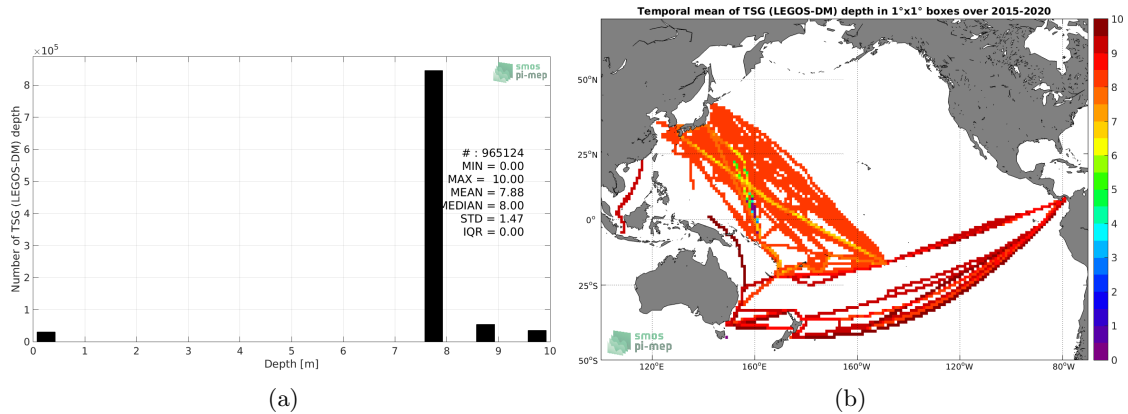 ×10⁵
9
8
7
6
5
4
3
2
1
0
Number of TSG (LEGOS-DM) depth
smos
pi-mep
# : 965124
MIN = 0.00
MAX = 10.00
MEAN = 7.88
MEDIAN = 8.00
STD = 1.47
IQR = 0.00
0 1 2 3 4 5 6 7 8 9 10
Depth [m]
(a)
Temporal mean of TSG (LEGOS-DM) depth in 1°x1° boxes over 2015-2020
50°N
25°N
0°
25°S
50°S
120°E 160°E 160°W 120°W 80°W
smos
pi-mep
10
9
8
7
6
5
4
3
2
1
0
(b)